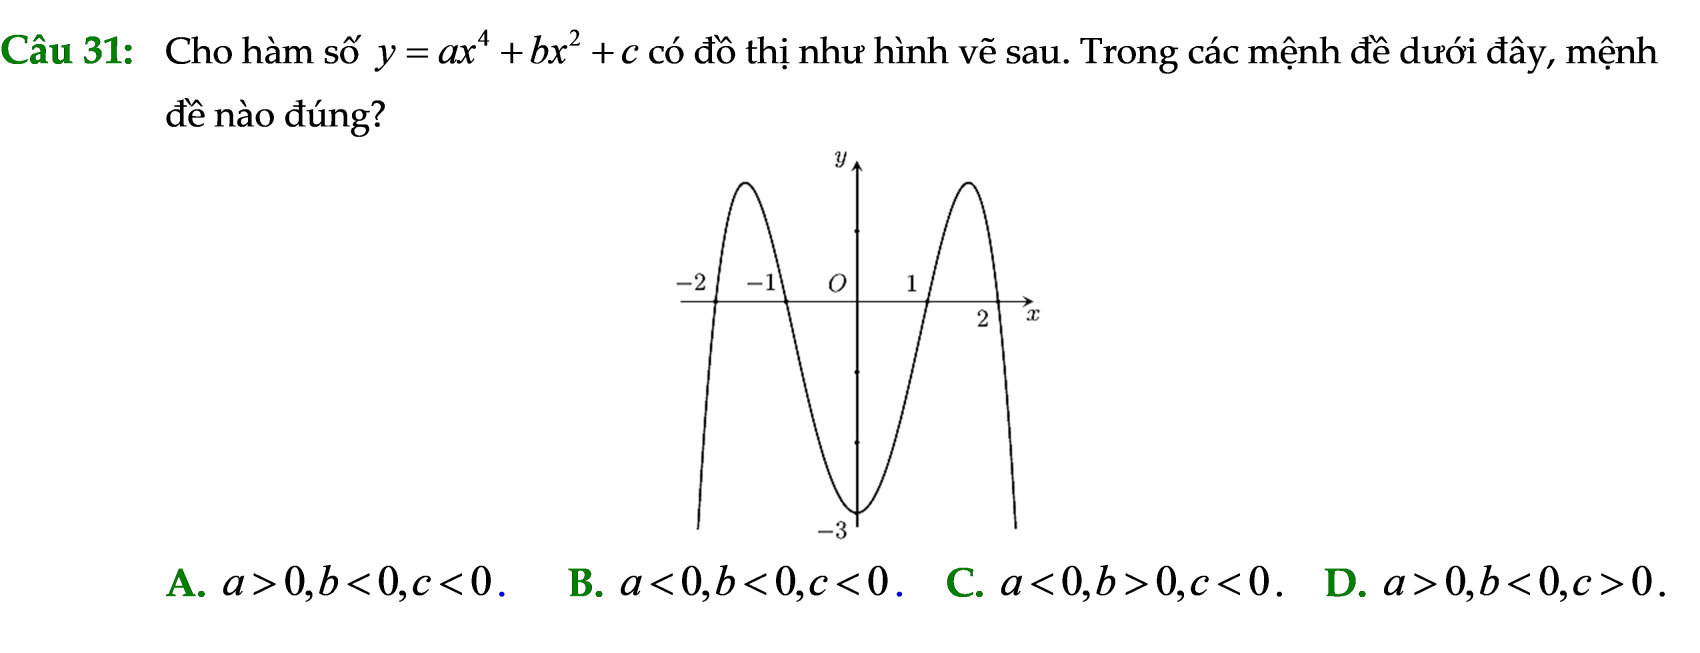 Câu 31: Cho hàm số y = ax⁴ + bx² + c có đồ thị như hình vẽ sau. Trong các mệnh đề dưới đây, mệnh
đề nào đúng?
y
−2 −1 O 1
2 x
−3
A. a > 0, b < 0, c < 0. B. a < 0, b < 0, c < 0. C. a < 0, b > 0, c < 0. D. a > 0, b < 0, c > 0.